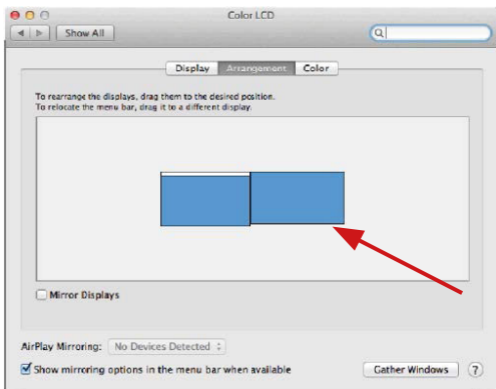 Color LCD
Show All
Display Arrangement Color
To rearrange the displays, drag them to the desired position.
To relocate the menu bar, drag it to a different display.
Mirror Displays
AirPlay Mirroring: No Devices Detected
Show mirroring options in the menu bar when available
Gather Windows ?